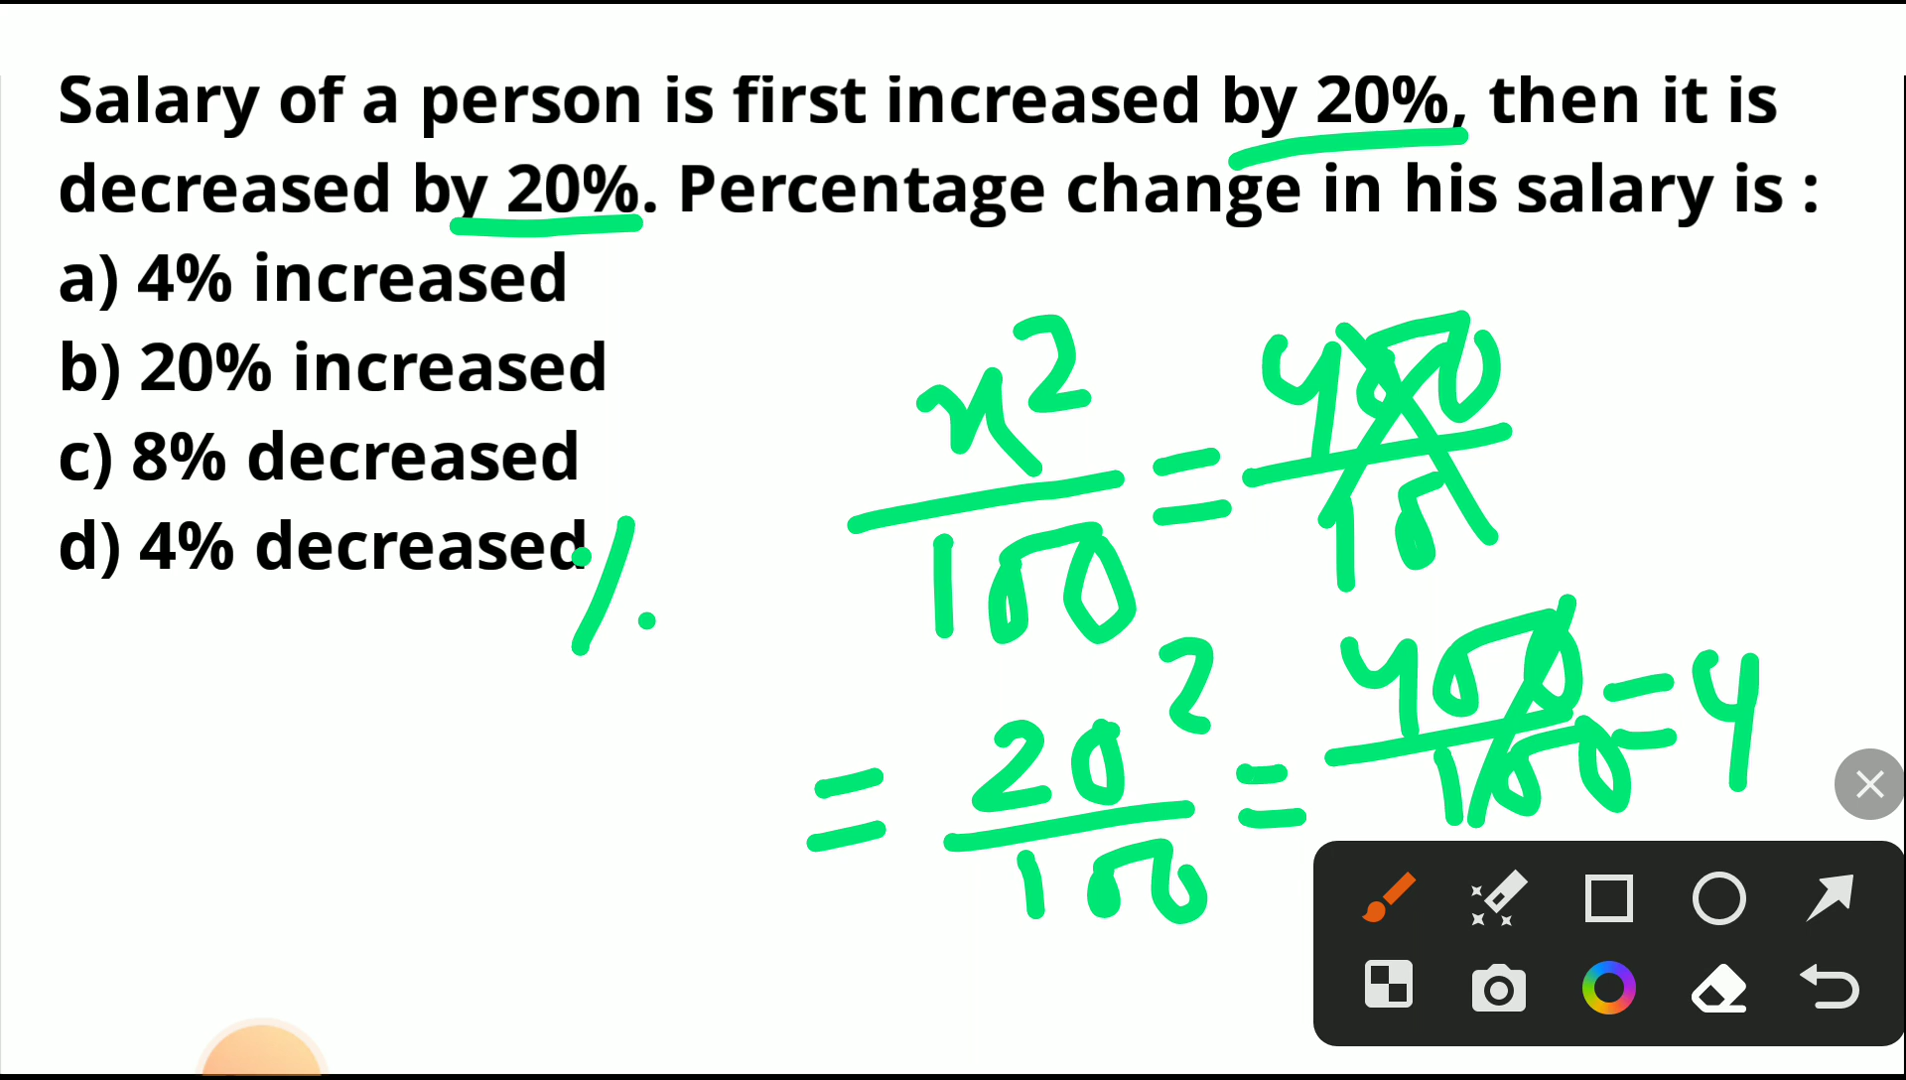 Salary of a person is first increased by 20%, then it is
decreased by 20%. Percentage change in his salary is :
a) 4% increased
b) 20% increased
c) 8% decreased
d) 4% decreased
%
x²/100 = 400/10
= 20²/100 = 400/100 = 4